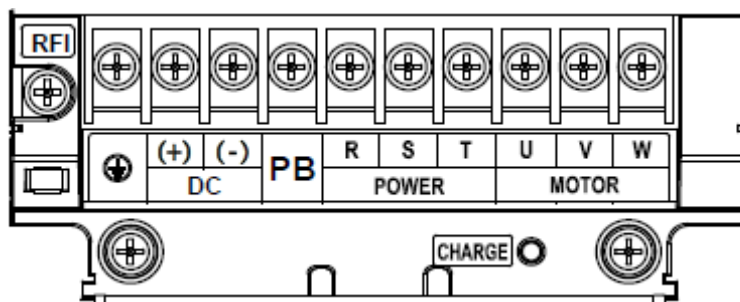 RFI
(+) (-) PB R S T U V W
DC POWER MOTOR
CHARGE